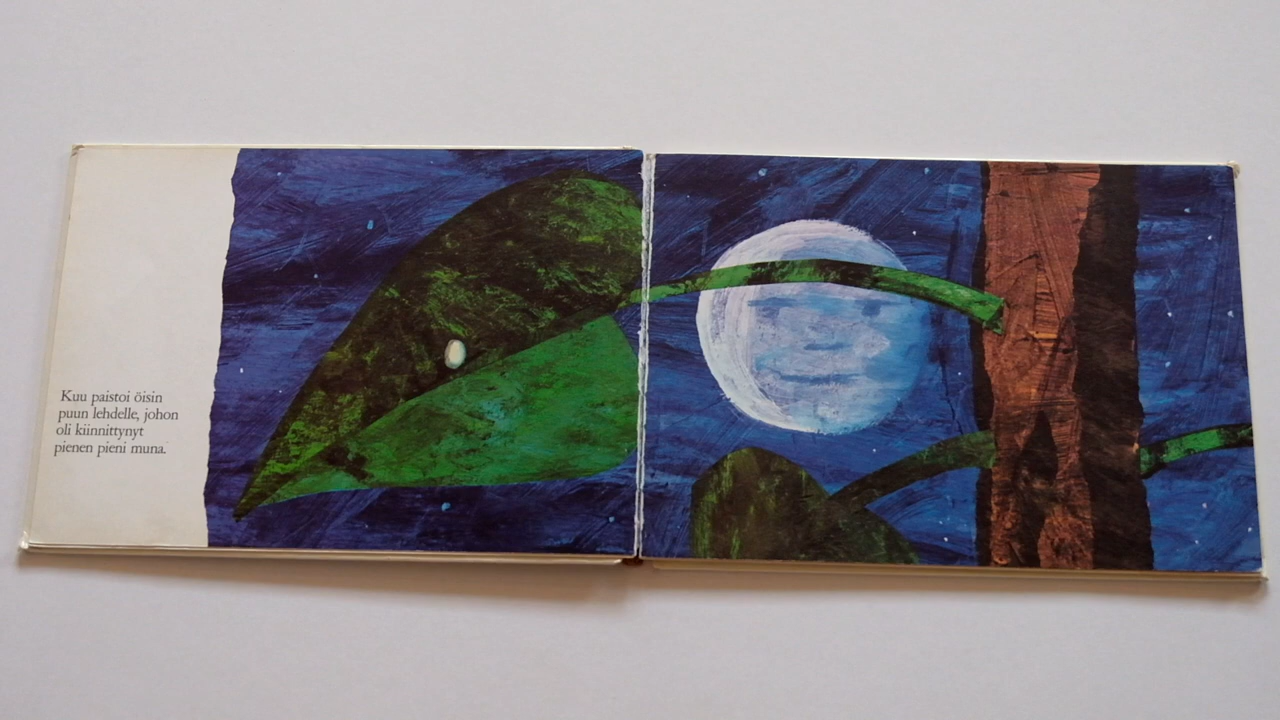 Kuu paistoi öisin
puun lehdelle, johon
oli kiinnittynyt
pienen pieni muna.